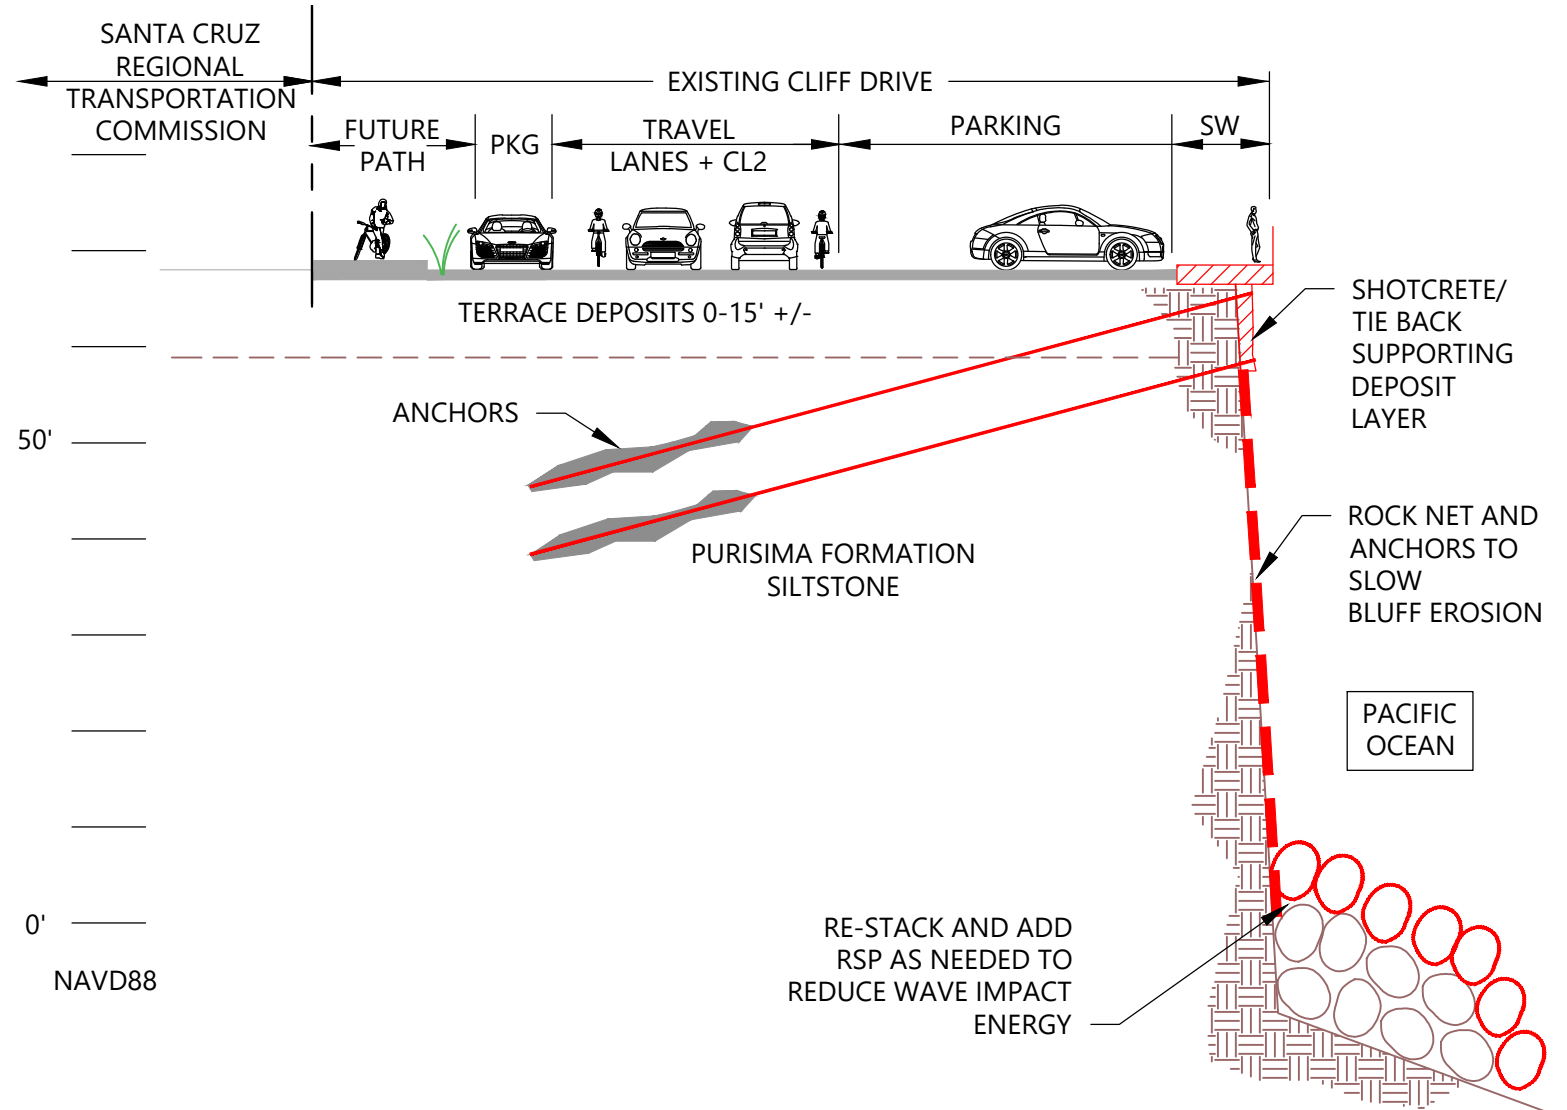 SANTA CRUZ
REGIONAL
TRANSPORTATION
COMMISSION
EXISTING CLIFF DRIVE
FUTURE
PATH
PKG
TRAVEL
LANES + CL2
PARKING
SW
TERRACE DEPOSITS 0-15' +/-
SHOTCRETE/
TIE BACK
SUPPORTING
DEPOSIT
LAYER
ANCHORS
50'
PURISIMA FORMATION
SILTSTONE
ROCK NET AND
ANCHORS TO
SLOW
BLUFF EROSION
PACIFIC
OCEAN
0'
NAVD88
RE-STACK AND ADD
RSP AS NEEDED TO
REDUCE WAVE IMPACT
ENERGY